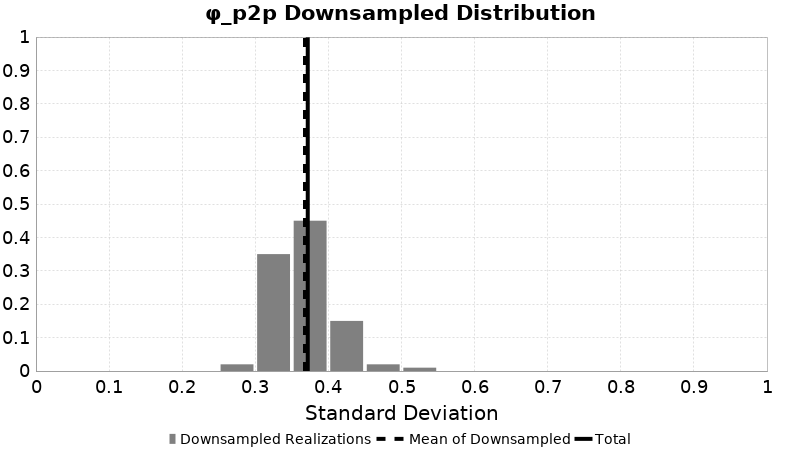 φ_p2p Downsampled Distribution
1
0.9
0.8
0.7
0.6
0.5
0.4
0.3
0.2
0.1
0
0 0.1 0.2 0.3 0.4 0.5 0.6 0.7 0.8 0.9 1
Standard Deviation
Downsampled Realizations Mean of Downsampled Total